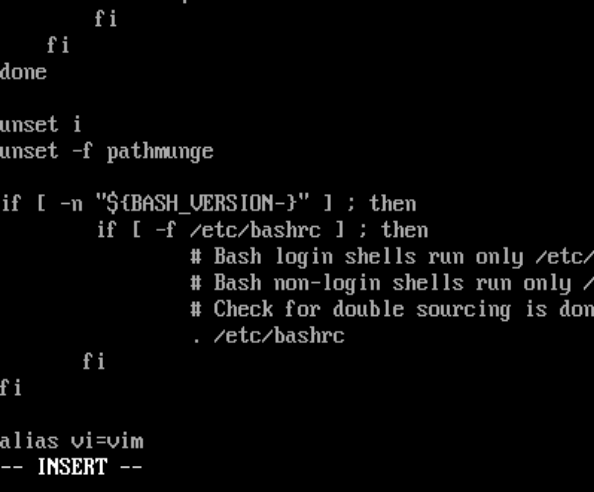 fi
fi
done
unset i
unset -f pathmunge
if [ -n "${BASH_VERSION-}" ] ; then
if [ -f /etc/bashrc ] ; then
# Bash login shells run only /etc/
# Bash non-login shells run only /
# Check for double sourcing is don
. /etc/bashrc
fi
fi
alias vi=vim
-- INSERT --